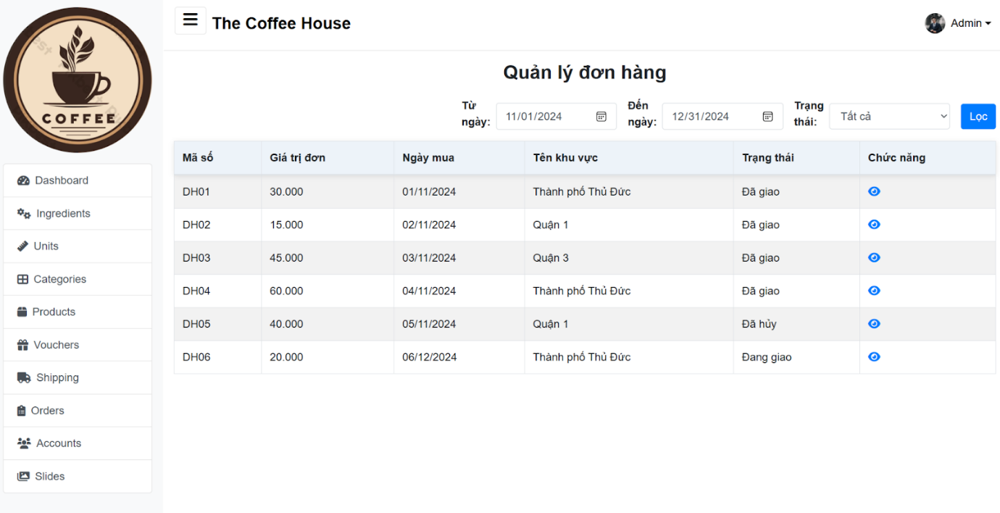 COFFEE
The Coffee House
Admin
Dashboard
Ingredients
Units
Categories
Products
Vouchers
Shipping
Orders
Accounts
Slides
Quản lý đơn hàng
Từ ngày: 11/01/2024 Đến ngày: 12/31/2024 Trạng thái: Tất cả Lọc
Mã số Giá trị đơn Ngày mua Tên khu vực Trạng thái Chức năng
DH01 30.000 01/11/2024 Thành phố Thủ Đức Đã giao
DH02 15.000 02/11/2024 Quận 1 Đã giao
DH03 45.000 03/11/2024 Quận 3 Đã giao
DH04 60.000 04/11/2024 Thành phố Thủ Đức Đã giao
DH05 40.000 05/11/2024 Quận 1 Đã hủy
DH06 20.000 06/12/2024 Thành phố Thủ Đức Đang giao